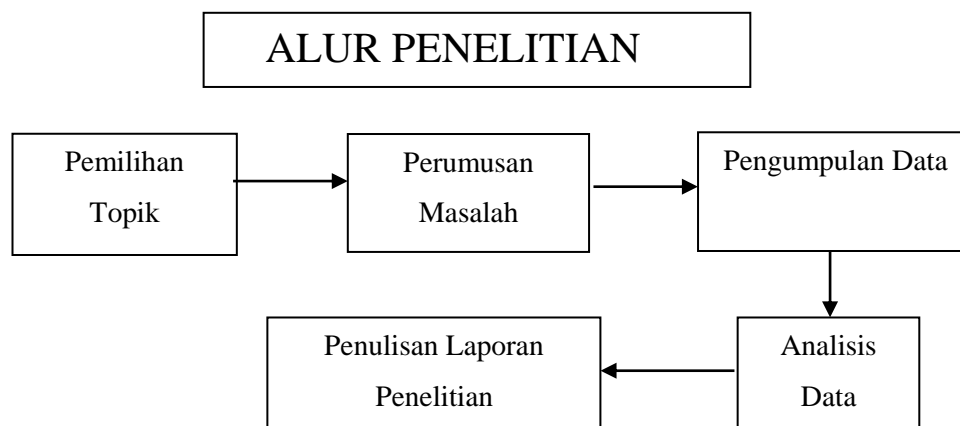 ALUR PENELITIAN
Pemilihan
Topik
Perumusan
Masalah
Pengumpulan Data
Analisis
Data
Penulisan Laporan
Penelitian